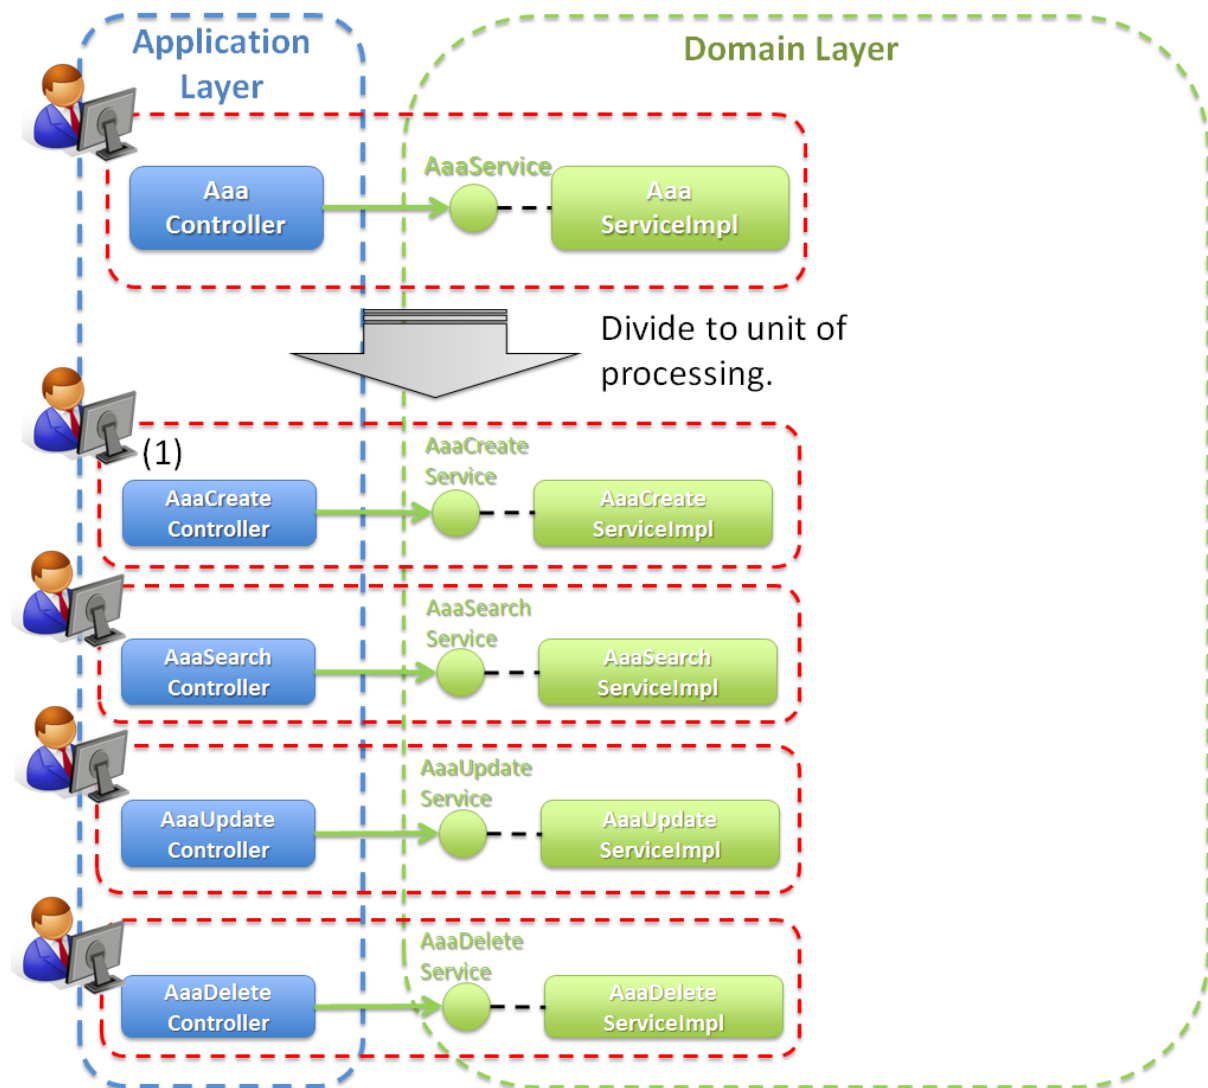 Application
Layer
Domain Layer
AaaService
Aaa
Controller
Aaa
ServiceImpl
Divide to unit of
processing.
(1)
AaaCreate
Service
AaaCreate
Controller
AaaCreate
ServiceImpl
AaaSearch
Service
AaaSearch
Controller
AaaSearch
ServiceImpl
AaaUpdate
Service
AaaUpdate
Controller
AaaUpdate
ServiceImpl
AaaDelete
Service
AaaDelete
Controller
AaaDelete
ServiceImpl